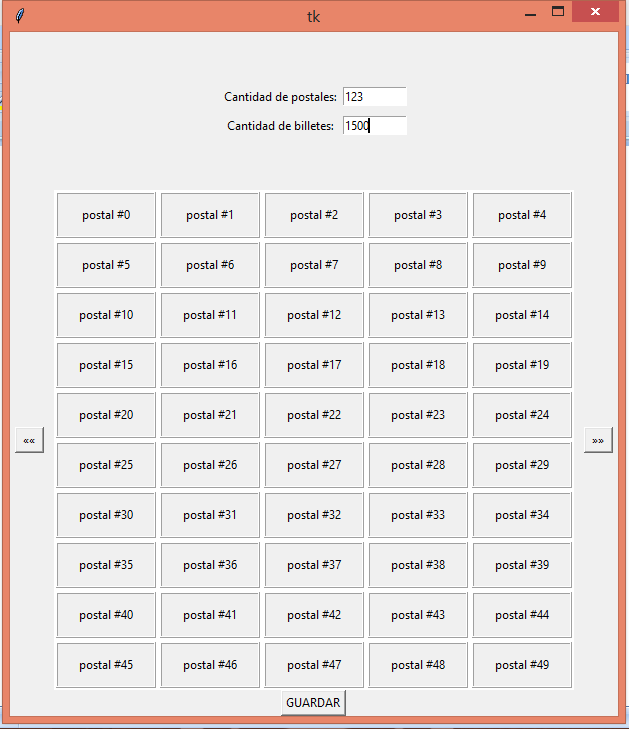 tk
Cantidad de postales: 123
Cantidad de billetes: 1500
postal #0 postal #1 postal #2 postal #3 postal #4
postal #5 postal #6 postal #7 postal #8 postal #9
postal #10 postal #11 postal #12 postal #13 postal #14
postal #15 postal #16 postal #17 postal #18 postal #19
postal #20 postal #21 postal #22 postal #23 postal #24
«« »»
postal #25 postal #26 postal #27 postal #28 postal #29
postal #30 postal #31 postal #32 postal #33 postal #34
postal #35 postal #36 postal #37 postal #38 postal #39
postal #40 postal #41 postal #42 postal #43 postal #44
postal #45 postal #46 postal #47 postal #48 postal #49
GUARDAR